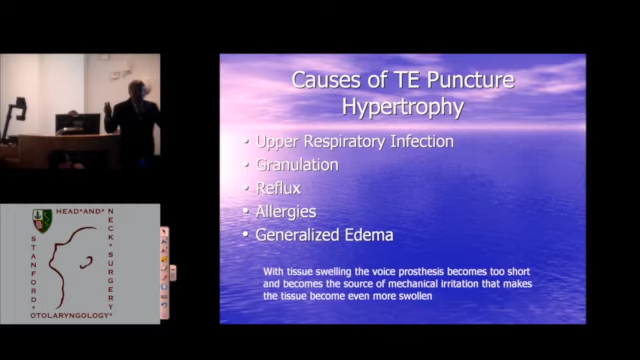 Causes of TE Puncture
Hypertrophy
• Upper Respiratory Infection
• Granulation
• Reflux
• Allergies
• Generalized Edema
With tissue swelling the voice prosthesis becomes too short
and becomes the source of mechanical irritation that makes
the tissue become even more swollen
HEAD*AND*
NECK*SURGERY
STANFORD
OTOLARYNGOLOGY*